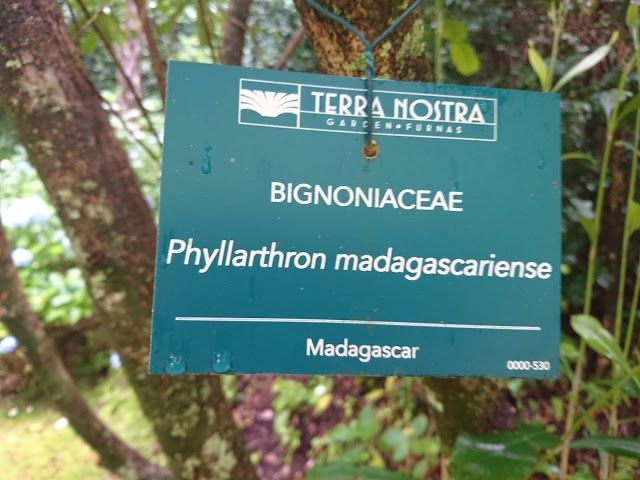 TERRA NOSTRA
GARDEN • FURNAS
BIGNONIACEAE
Phyllarthron madagascariense
Madagascar
0000-530